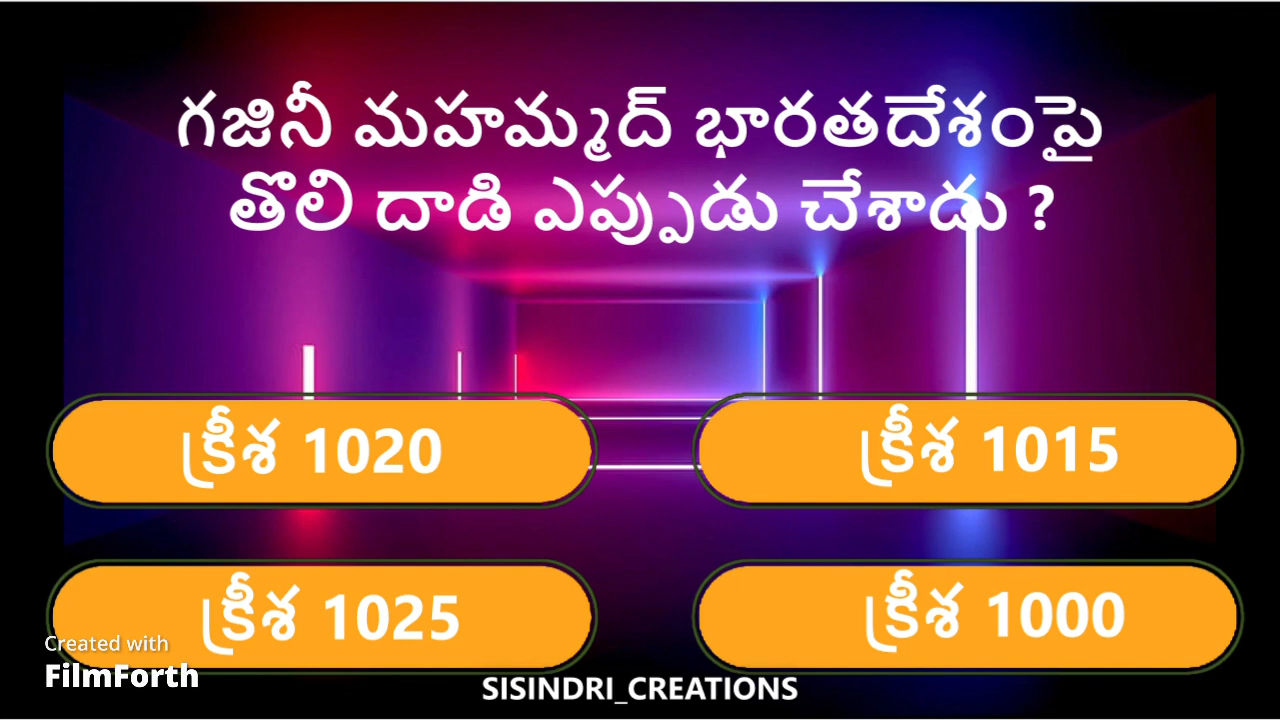 గజినీ మహమ్మద్ భారతదేశంపై
తొలి దాడి ఎప్పుడు చేశాడు ?
క్రీశ 1020
క్రీశ 1015
క్రీశ 1025
క్రీశ 1000
Created with
FilmForth
SISINDRI_CREATIONS